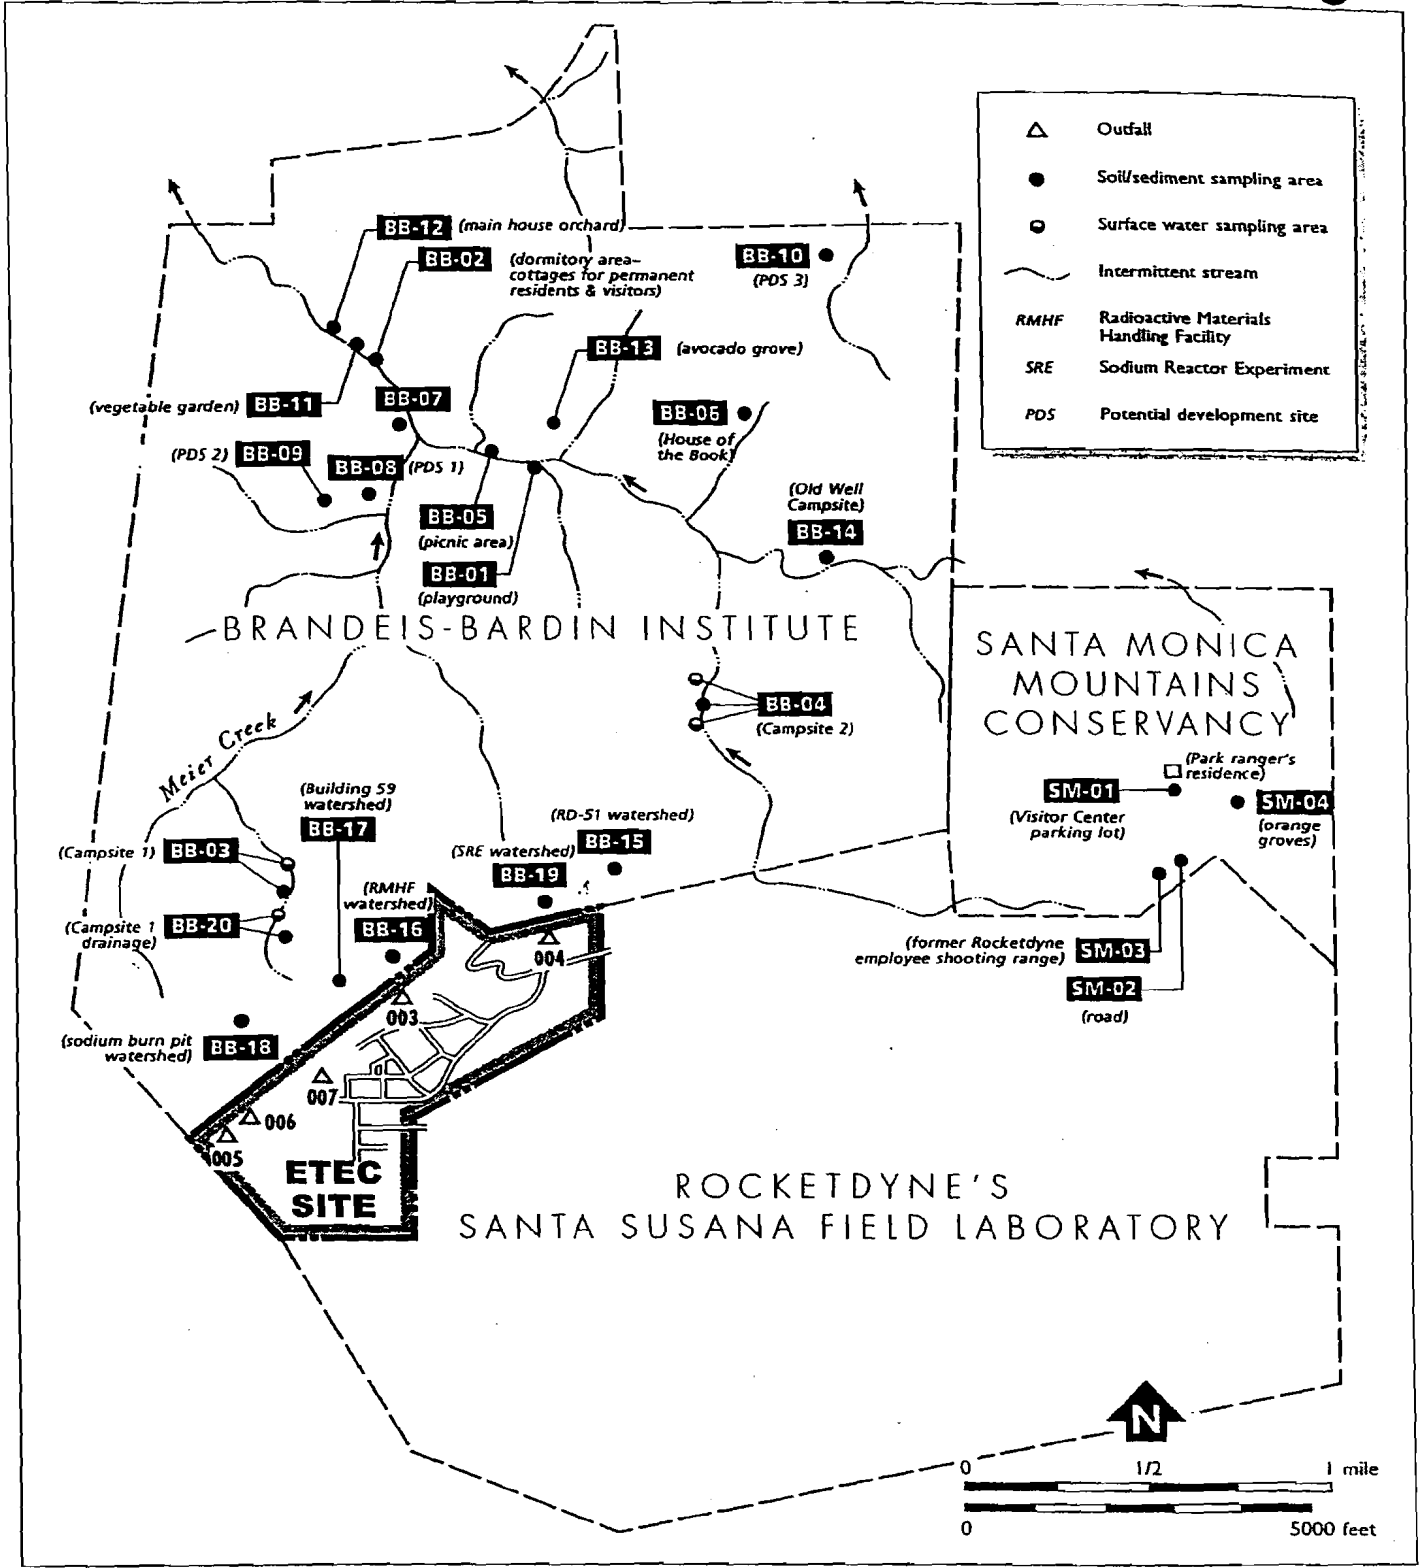 Outfall
Soil/sediment sampling area
Surface water sampling area
Intermittent stream
RMHF Radioactive Materials
Handling Facility
SRE Sodium Reactor Experiment
PDS Potential development site
BB-12 (main house orchard)
BB-02 (dormitory area–
cottages for permanent
residents & visitors)
BB-10
(PDS 3)
BB-13 (avocado grove)
(vegetable garden) BB-11
BB-07
BB-06
(House of
the Book)
(PDS 2) BB-09
BB-08 (PDS 1)
(Old Well
Campsite)
BB-14
BB-05
(picnic area)
BB-01
(playground)
BRANDEIS-BARDIN INSTITUTE
SANTA MONICA
MOUNTAINS
CONSERVANCY
BB-04
(Campsite 2)
Meier Creek
(Park ranger's
residence)
SM-01
(Visitor Center
parking lot)
SM-04
(orange
groves)
(Building 59
watershed)
BB-17
(RD-51 watershed)
BB-15
(Campsite 1) BB-03
(SRE watershed)
BB-19
(RMHF
watershed)
BB-16
(Campsite 1
drainage)
BB-20
(former Rocketdyne
employee shooting range)
SM-03
SM-02
(road)
004
003
(sodium burn pit
watershed)
BB-18
007
006
005
ETEC
SITE
ROCKETDYNE'S
SANTA SUSANA FIELD LABORATORY
N
0 1/2 1 mile
0 5000 feet